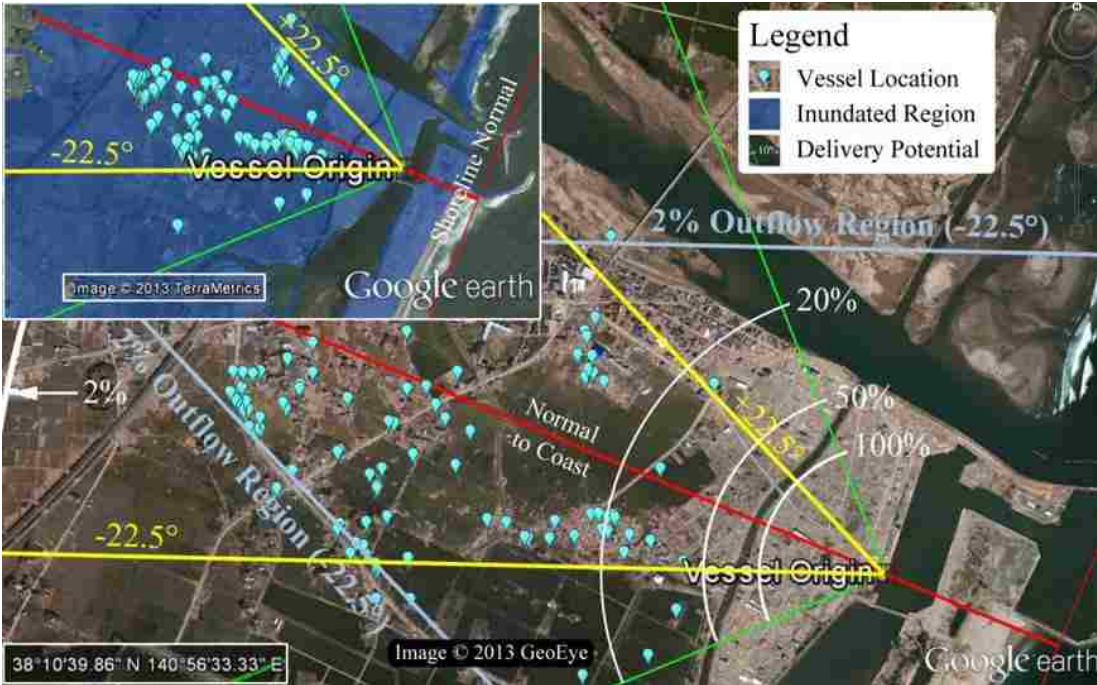 +22.5°
-22.5°
Vessel Origin
Shoreline Normal
Image © 2013 TerraMetrics
Google earth
Legend
Vessel Location
Inundated Region
-10%
Delivery Potential
2% Outflow Region (-22.5°)
20%
50%
100%
2%
2% Outflow Region (-22.5°)
Normal
to Coast
+22.5°
-22.5°
Vessel Origin
Image © 2013 GeoEye
38°10'39.86" N 140°56'33.33" E
Google earth